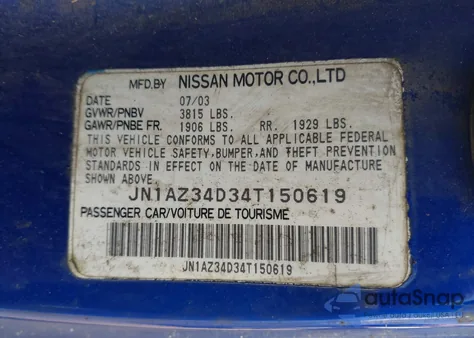 MFD.BY NISSAN MOTOR CO.,LTD
DATE 07/03
GVWR/PNBV 3815 LBS.
GAWR/PNBE FR. 1906 LBS. RR. 1929 LBS.
THIS VEHICLE CONFORMS TO ALL APPLICABLE FEDERAL
MOTOR VEHICLE SAFETY, BUMPER, AND THEFT PREVENTION
STANDARDS IN EFFECT ON THE DATE OF MANUFACTURE
SHOWN ABOVE.
JN1AZ34D34T150619
PASSENGER CAR/VOITURE DE TOURISME
JN1AZ34D34T150619
autoSnap